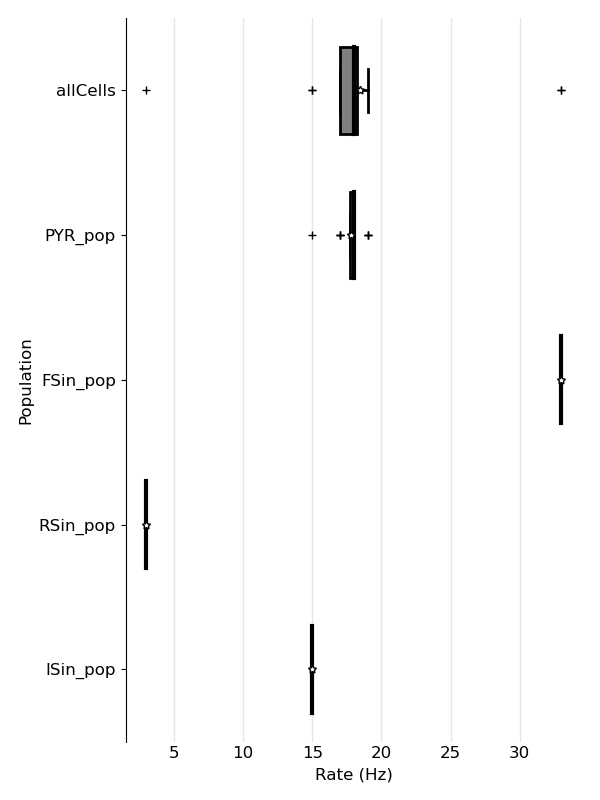 allCells
PYR_pop
FSin_pop
RSin_pop
ISin_pop
Population
5 10 15 20 25 30
Rate (Hz)